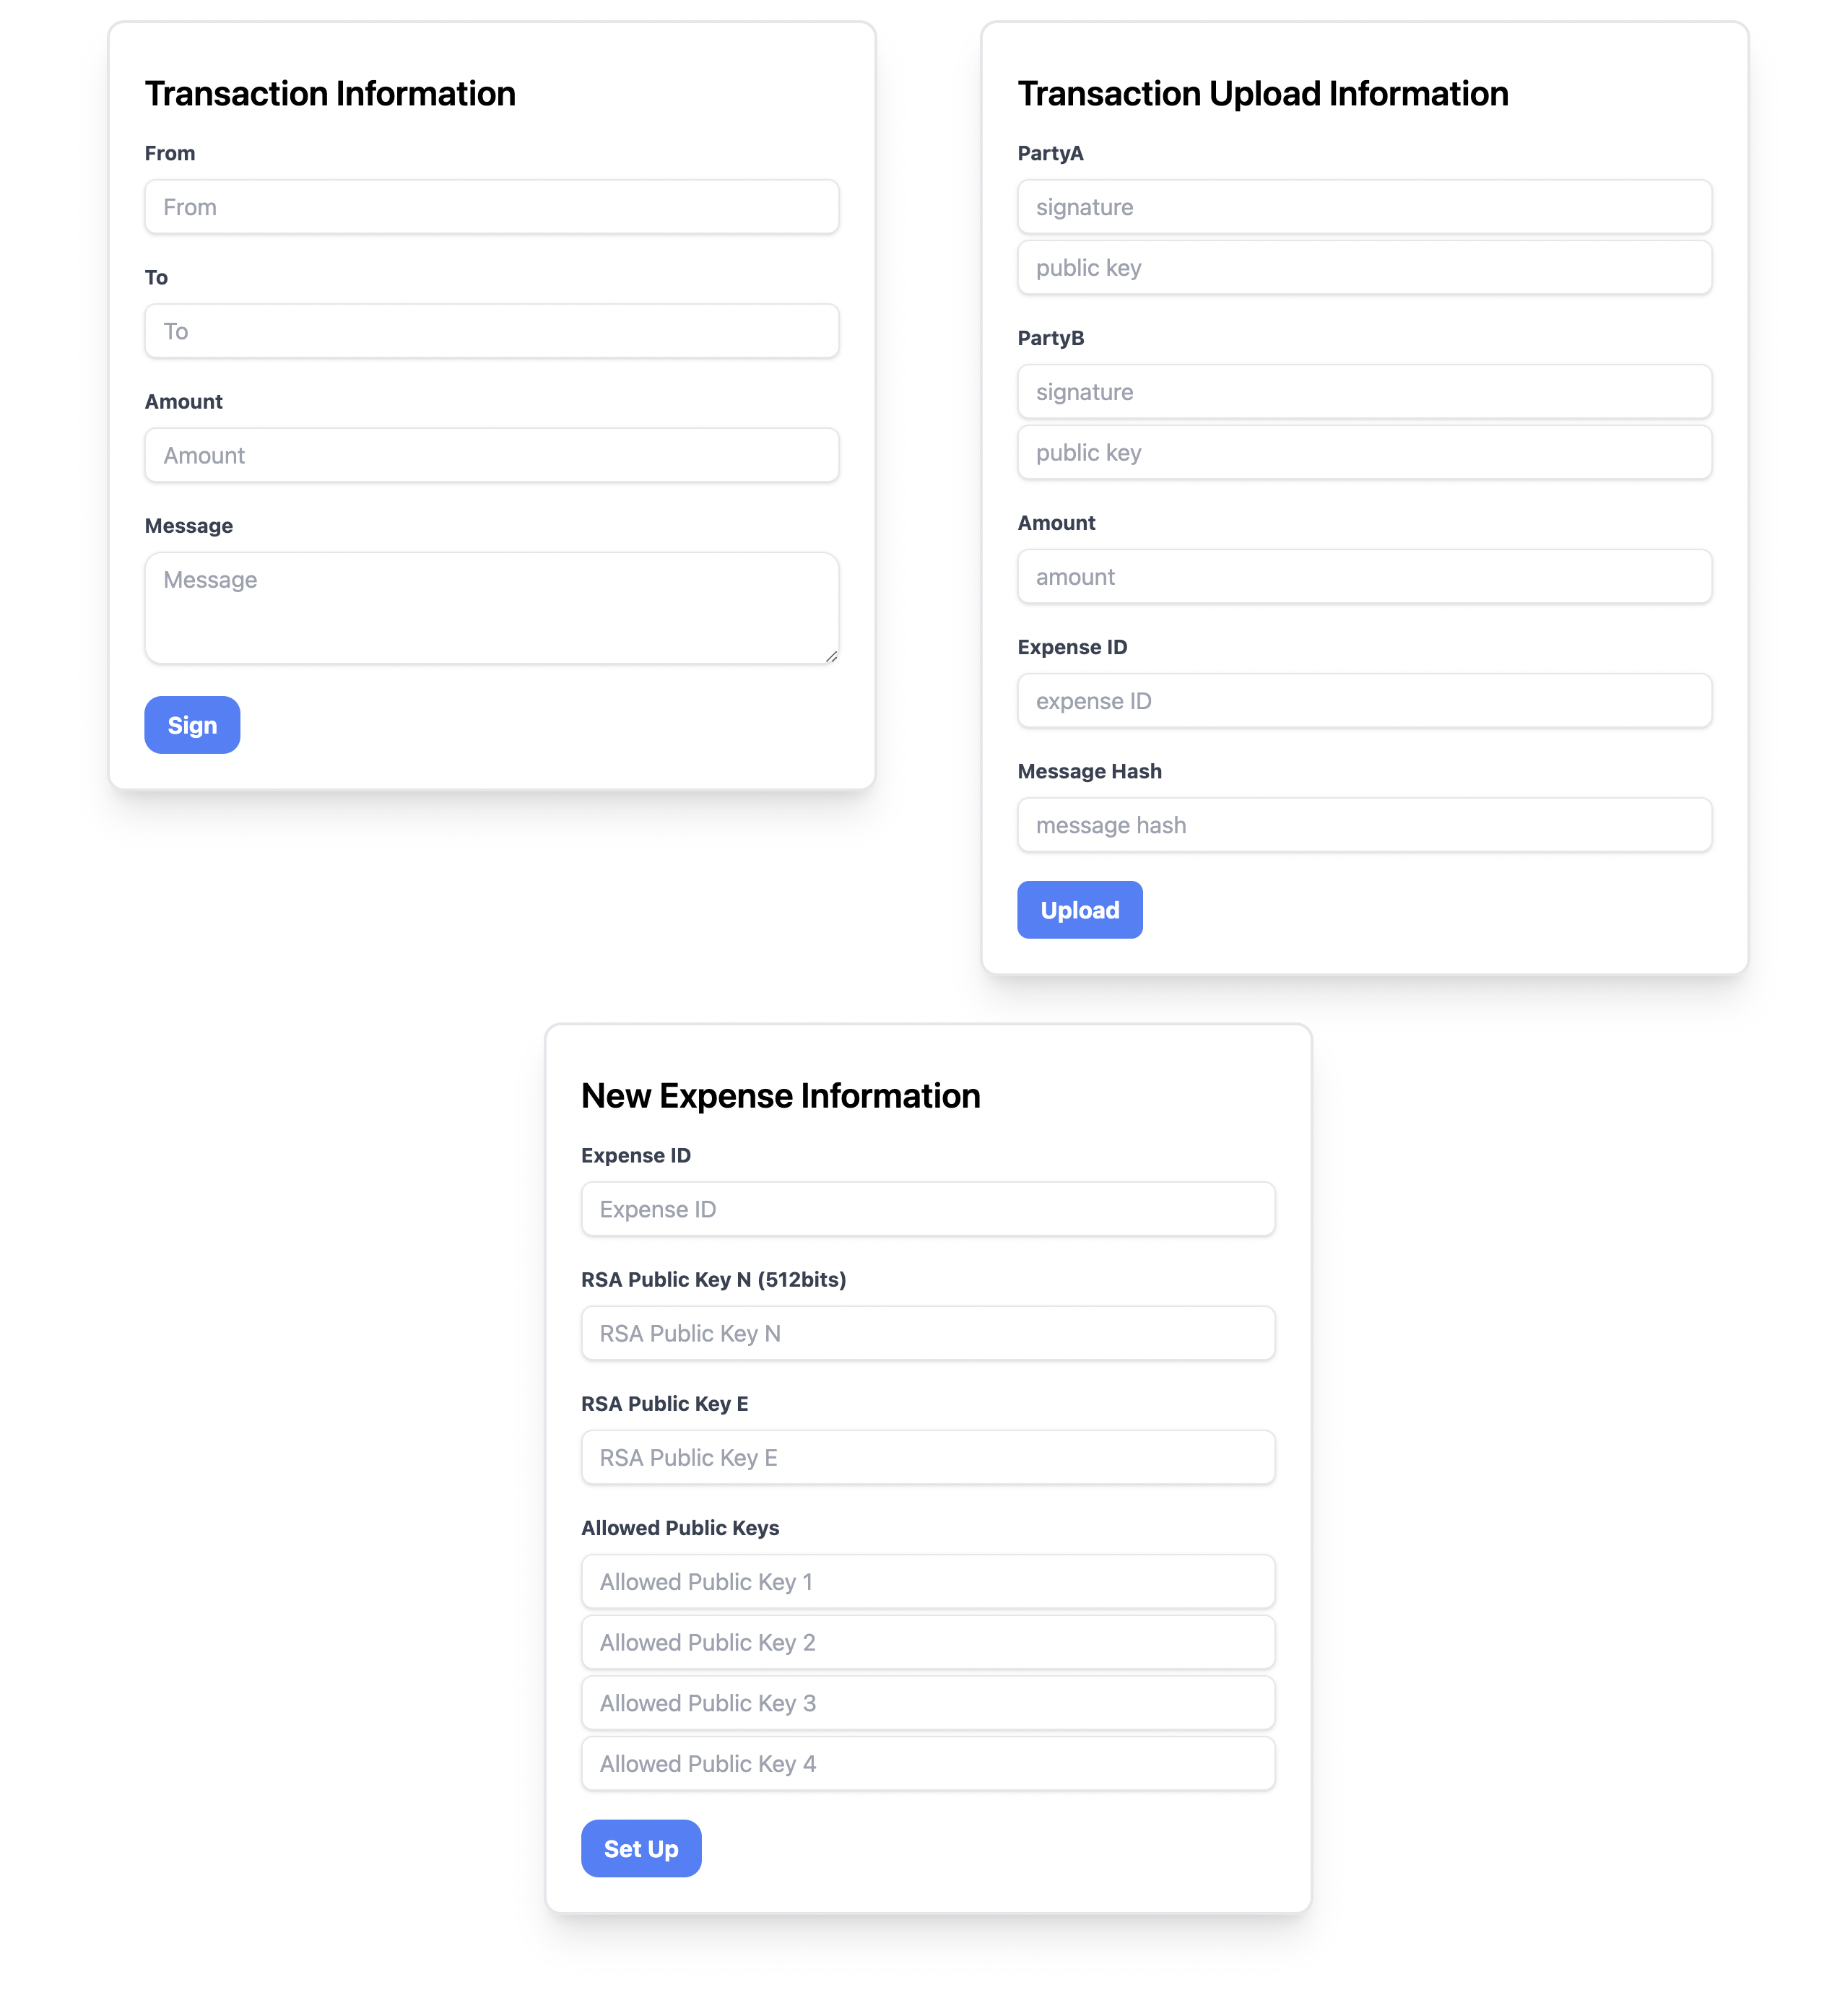 Transaction Information
From
From
To
To
Amount
Amount
Message
Message
Sign
Transaction Upload Information
PartyA
signature
public key
PartyB
signature
public key
Amount
amount
Expense ID
expense ID
Message Hash
message hash
Upload
New Expense Information
Expense ID
Expense ID
RSA Public Key N (512bits)
RSA Public Key N
RSA Public Key E
RSA Public Key E
Allowed Public Keys
Allowed Public Key 1
Allowed Public Key 2
Allowed Public Key 3
Allowed Public Key 4
Set Up